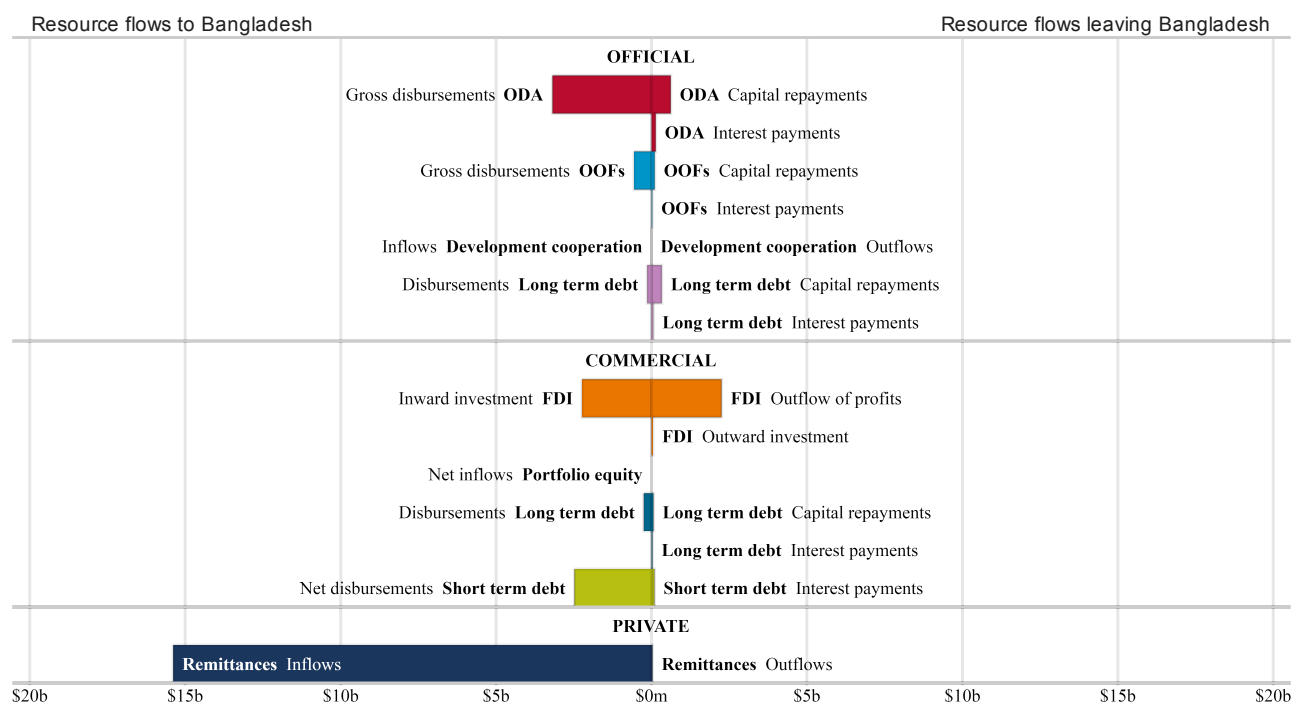 Resource flows to Bangladesh Resource flows leaving Bangladesh
OFFICIAL
Gross disbursements ODA ODA Capital repayments
ODA Interest payments
Gross disbursements OOFs OOFs Capital repayments
OOFs Interest payments
Inflows Development cooperation Development cooperation Outflows
Disbursements Long term debt Long term debt Capital repayments
Long term debt Interest payments
COMMERCIAL
Inward investment FDI FDI Outflow of profits
FDI Outward investment
Net inflows Portfolio equity
Disbursements Long term debt Long term debt Capital repayments
Long term debt Interest payments
Net disbursements Short term debt Short term debt Interest payments
PRIVATE
Remittances Inflows Remittances Outflows
$20b $15b $10b $5b $0m $5b $10b $15b $20b